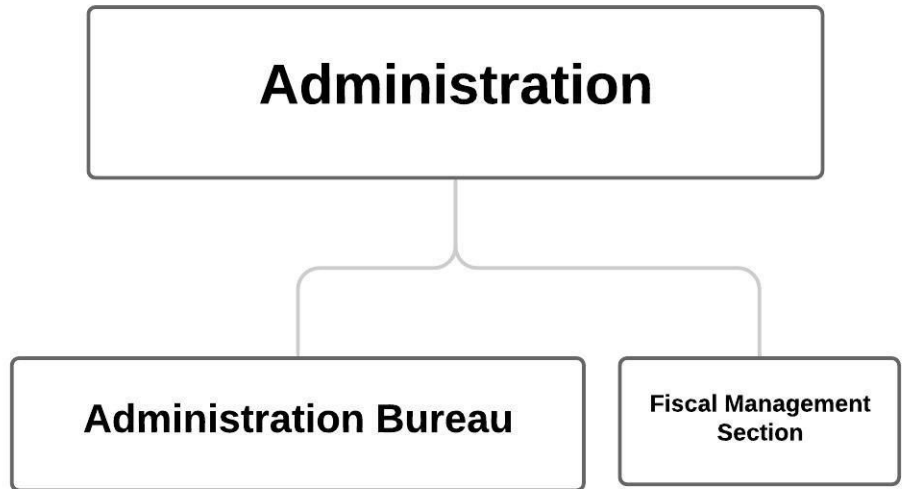 Administration
Administration Bureau
Fiscal Management
Section